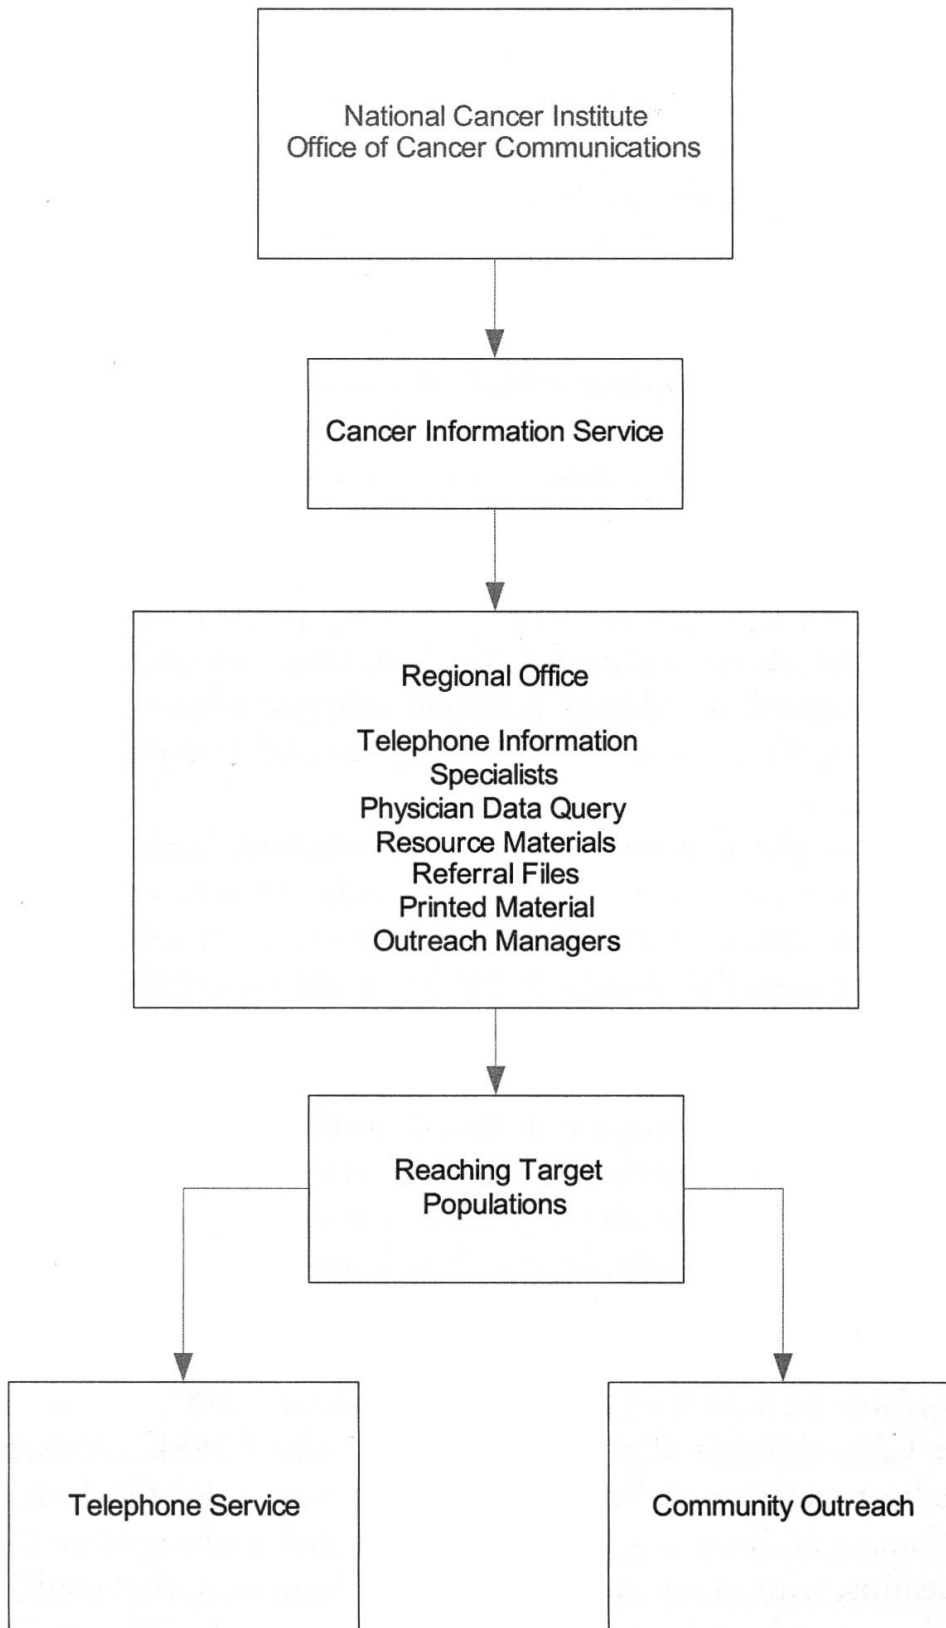 National Cancer Institute
Office of Cancer Communications
Cancer Information Service
Regional Office
Telephone Information
Specialists
Physician Data Query
Resource Materials
Referral Files
Printed Material
Outreach Managers
Reaching Target
Populations
Telephone Service
Community Outreach